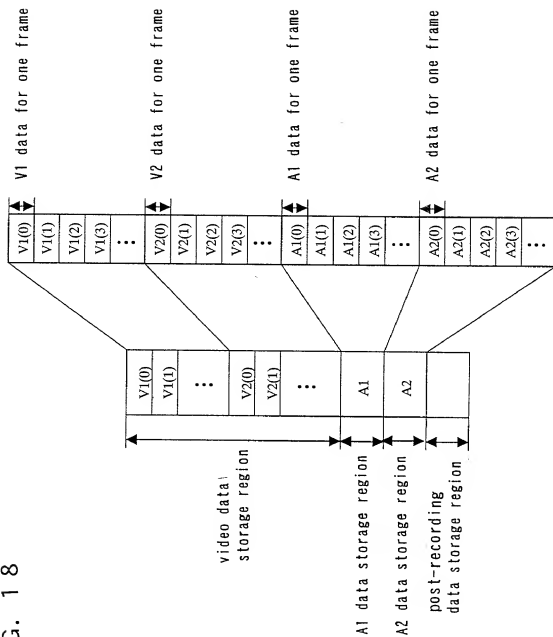 G. 18
video data
storage region
A1 data storage region
A2 data storage region
post-recording
data storage region
V1(0)
V1(1)
⋮
V2(0)
V2(1)
⋮
A1
A2
V1(0)
V1(1)
V1(2)
V1(3)
⋮
V2(0)
V2(1)
V2(2)
V2(3)
⋮
A1(0)
A1(1)
A1(2)
A1(3)
⋮
A2(0)
A2(1)
A2(2)
A2(3)
⋮
V1 data for one frame
V2 data for one frame
A1 data for one frame
A2 data for one frame